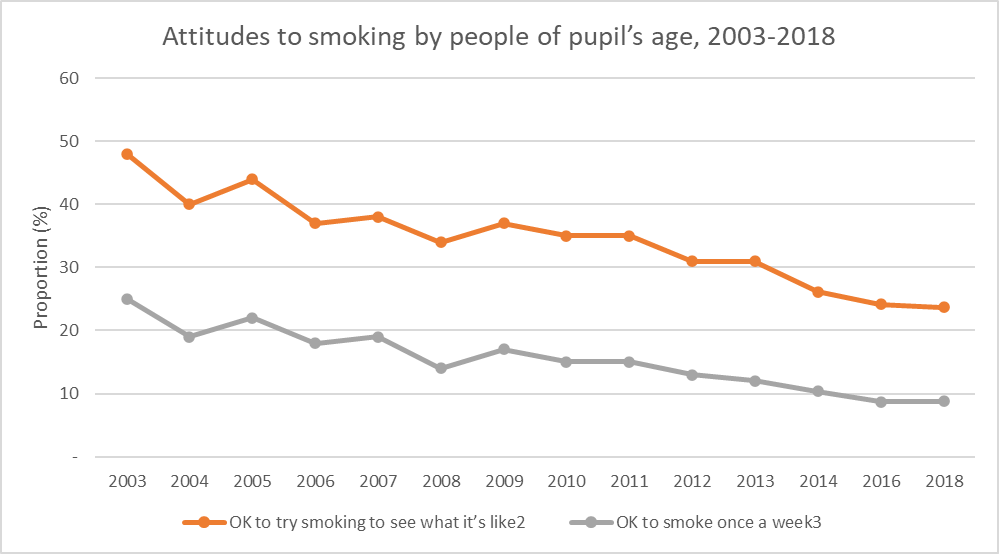 Attitudes to smoking by people of pupil’s age, 2003-2018
60
50
40
30
20
10
-
Proportion (%)
2003 2004 2005 2006 2007 2008 2009 2010 2011 2012 2013 2014 2016 2018
OK to try smoking to see what it’s like2 OK to smoke once a week3